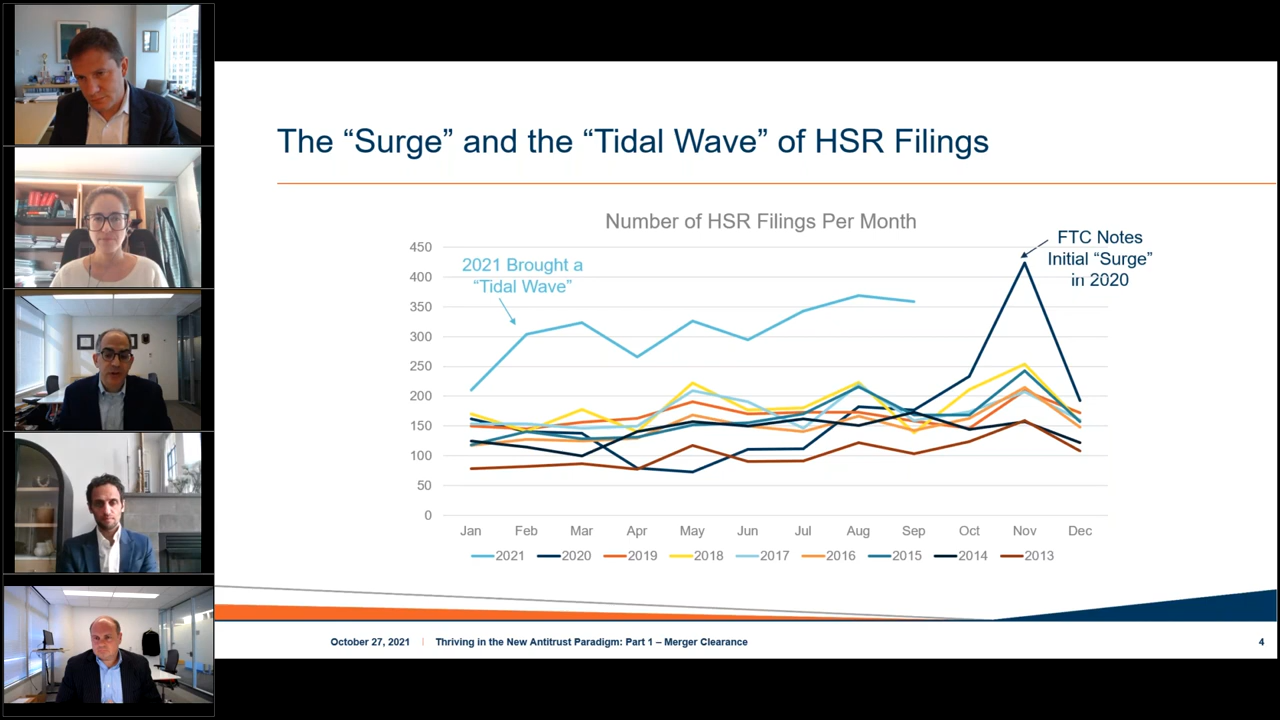 The “Surge” and the “Tidal Wave” of HSR Filings
Number of HSR Filings Per Month
FTC Notes
Initial “Surge”
in 2020
2021 Brought a
“Tidal Wave”
450
400
350
300
250
200
150
100
50
0
Jan Feb Mar Apr May Jun Jul Aug Sep Oct Nov Dec
2021 2020 2019 2018 2017 2016 2015 2014 2013
October 27, 2021 | Thriving in the New Antitrust Paradigm: Part 1 – Merger Clearance 4